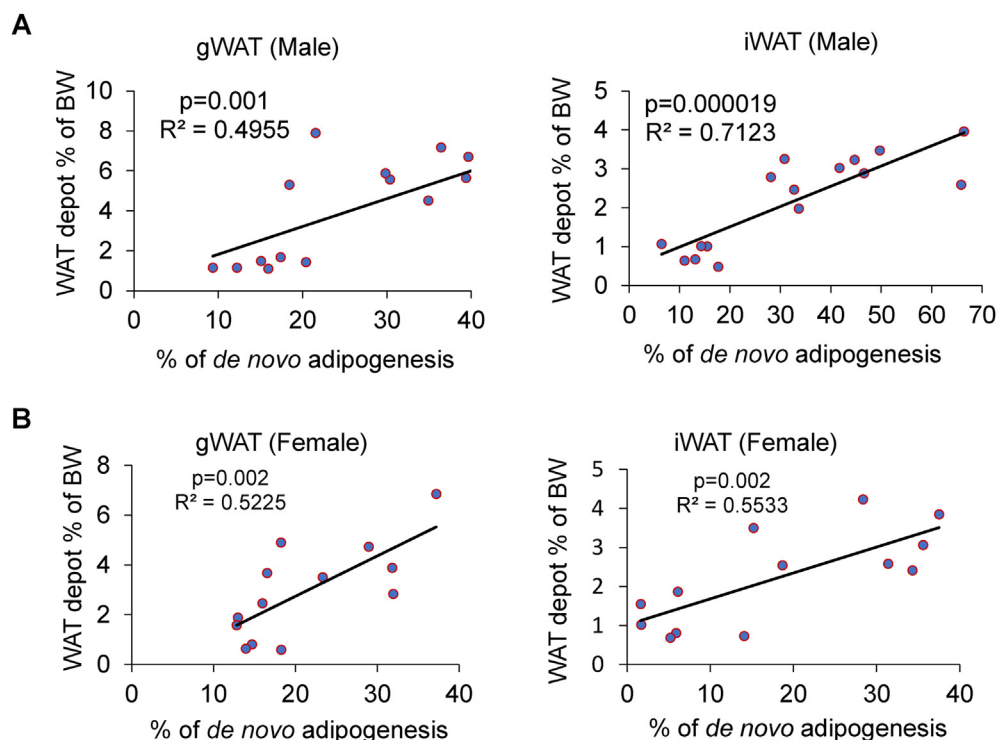 A
gWAT (Male)
WAT depot % of BW
10
8
6
4
2
0
p=0.001
R² = 0.4955
0 10 20 30 40
% of de novo adipogenesis
iWAT (Male)
WAT depot % of BW
5
4
3
2
1
0
p=0.000019
R² = 0.7123
0 10 20 30 40 50 60 70
% of de novo adipogenesis
B
gWAT (Female)
WAT depot % of BW
8
6
4
2
0
p=0.002
R² = 0.5225
0 10 20 30 40
% of de novo adipogenesis
iWAT (Female)
WAT depot % of BW
5
4
3
2
1
0
p=0.002
R² = 0.5533
0 10 20 30 40
% of de novo adipogenesis